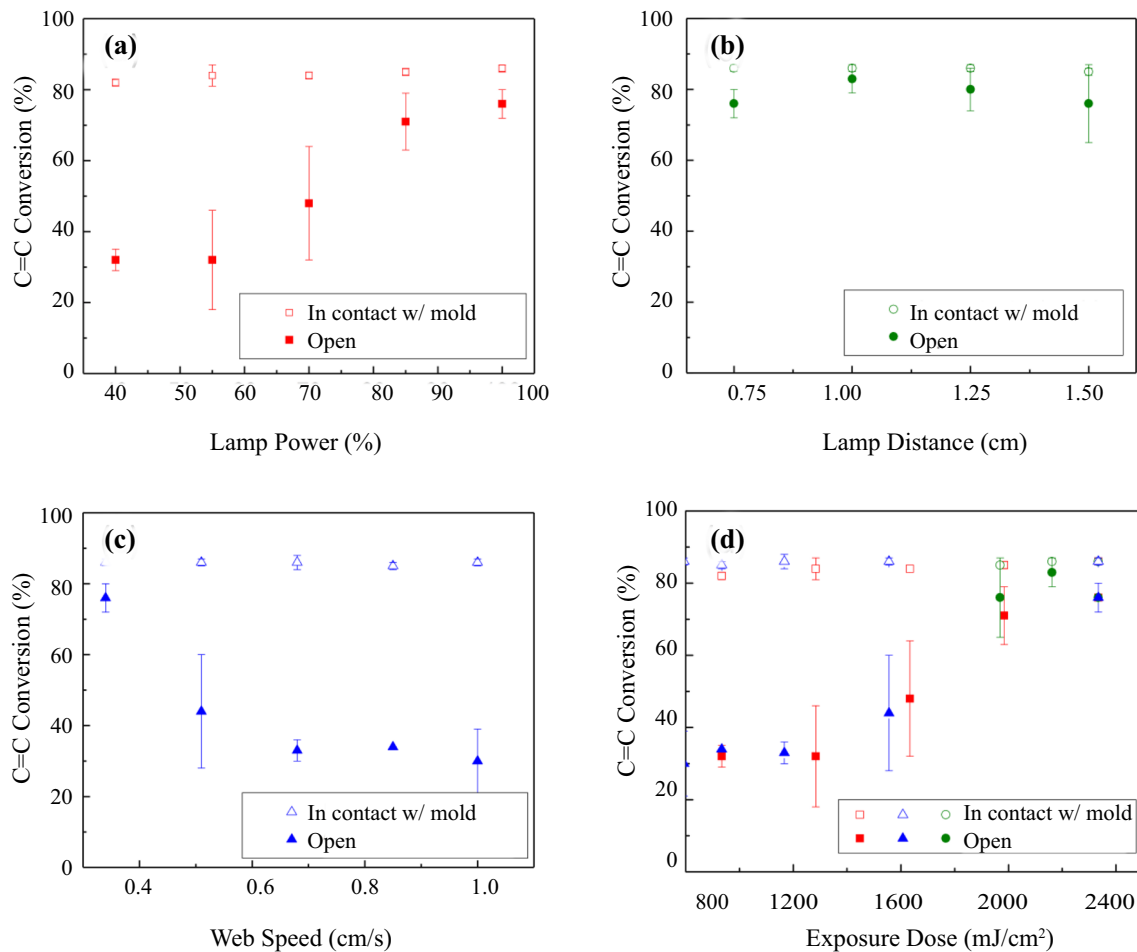 (a)
100
80
60
40
20
0
C=C Conversion (%)
In contact w/ mold
Open
40 50 60 70 80 90 100
Lamp Power (%)
(b)
100
80
60
40
20
0
C=C Conversion (%)
In contact w/ mold
Open
0.75 1.00 1.25 1.50
Lamp Distance (cm)
(c)
100
80
60
40
20
0
C=C Conversion (%)
In contact w/ mold
Open
0.4 0.6 0.8 1.0
Web Speed (cm/s)
(d)
100
80
60
40
20
0
C=C Conversion (%)
In contact w/ mold
Open
800 1200 1600 2000 2400
Exposure Dose (mJ/cm²)